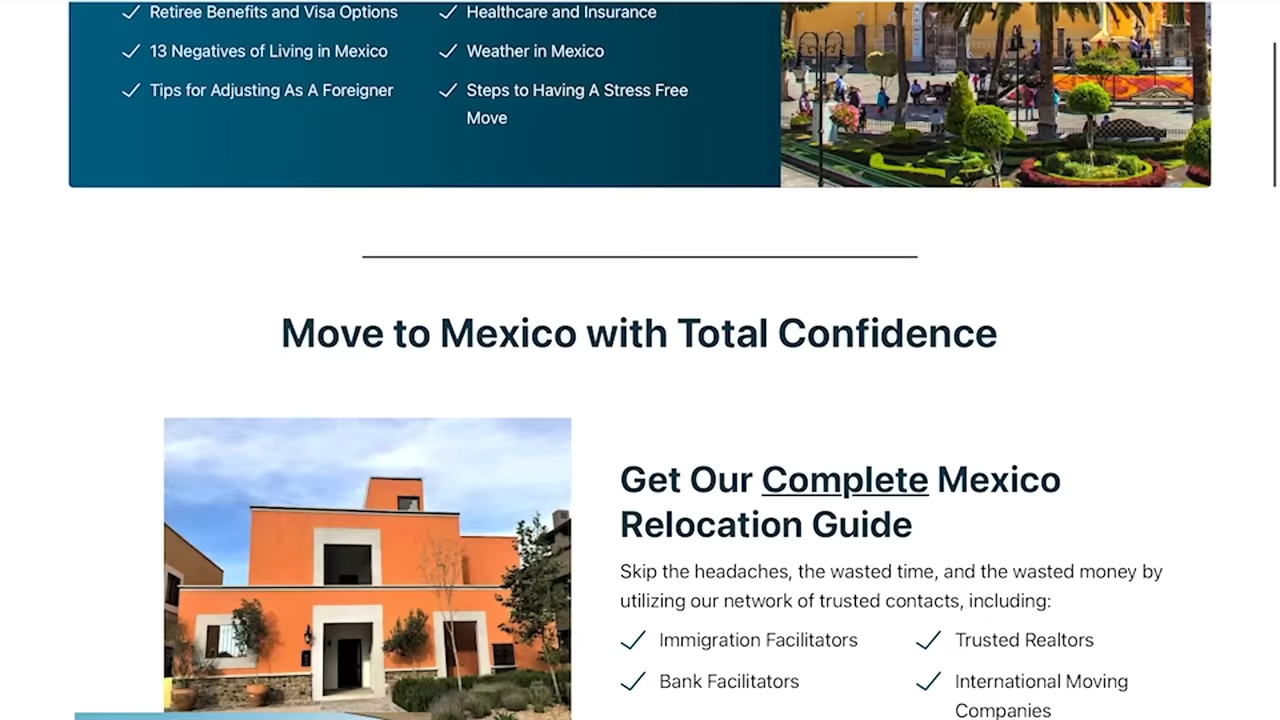 Retiree Benefits and Visa Options
Healthcare and Insurance
13 Negatives of Living in Mexico
Weather in Mexico
Tips for Adjusting As A Foreigner
Steps to Having A Stress Free
Move
Move to Mexico with Total Confidence
Get Our Complete Mexico
Relocation Guide
Skip the headaches, the wasted time, and the wasted money by
utilizing our network of trusted contacts, including:
Immigration Facilitators
Trusted Realtors
Bank Facilitators
International Moving
Companies